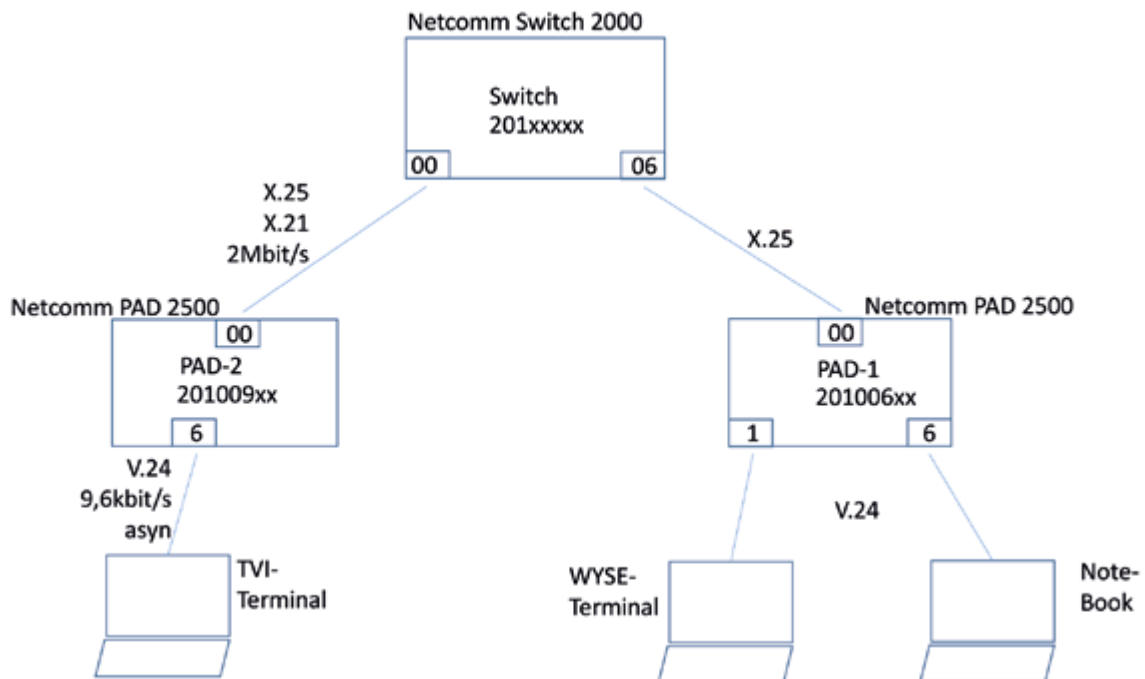 Netcomm Switch 2000
Switch
201xxxxx
00
06
X.25
X.21
2Mbit/s
X.25
Netcomm PAD 2500
00
PAD-2
201009xx
6
Netcomm PAD 2500
00
PAD-1
201006xx
1
6
V.24
9,6kbit/s
asyn
V.24
TVI-
Terminal
WYSE-
Terminal
Note-
Book